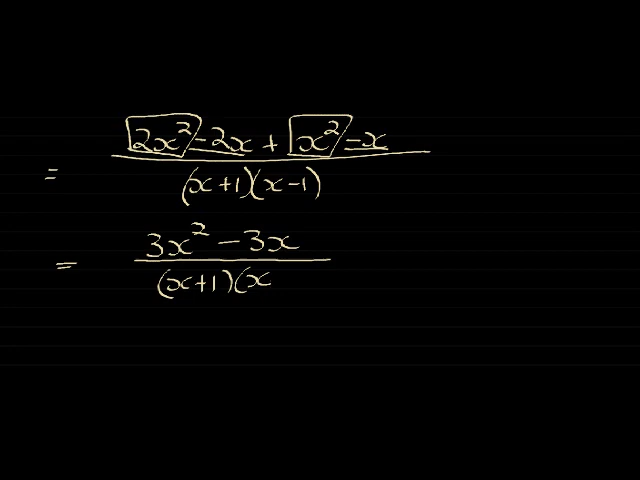 2x² - 2x + x² - x
= 
(x+1)(x-1)
3x² - 3x
=
(x+1)(x